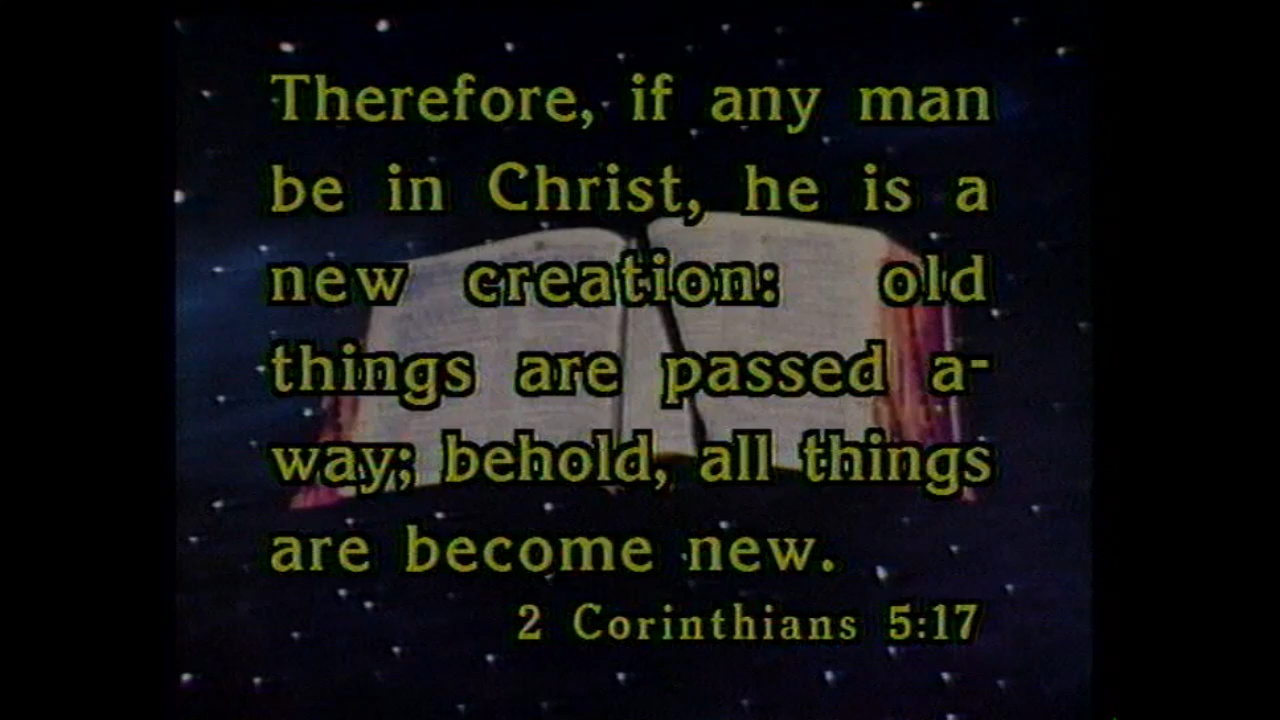 Therefore, if any man
be in Christ, he is a
new creation: old
things are passed a-
way; behold, all things
are become new.
2 Corinthians 5:17